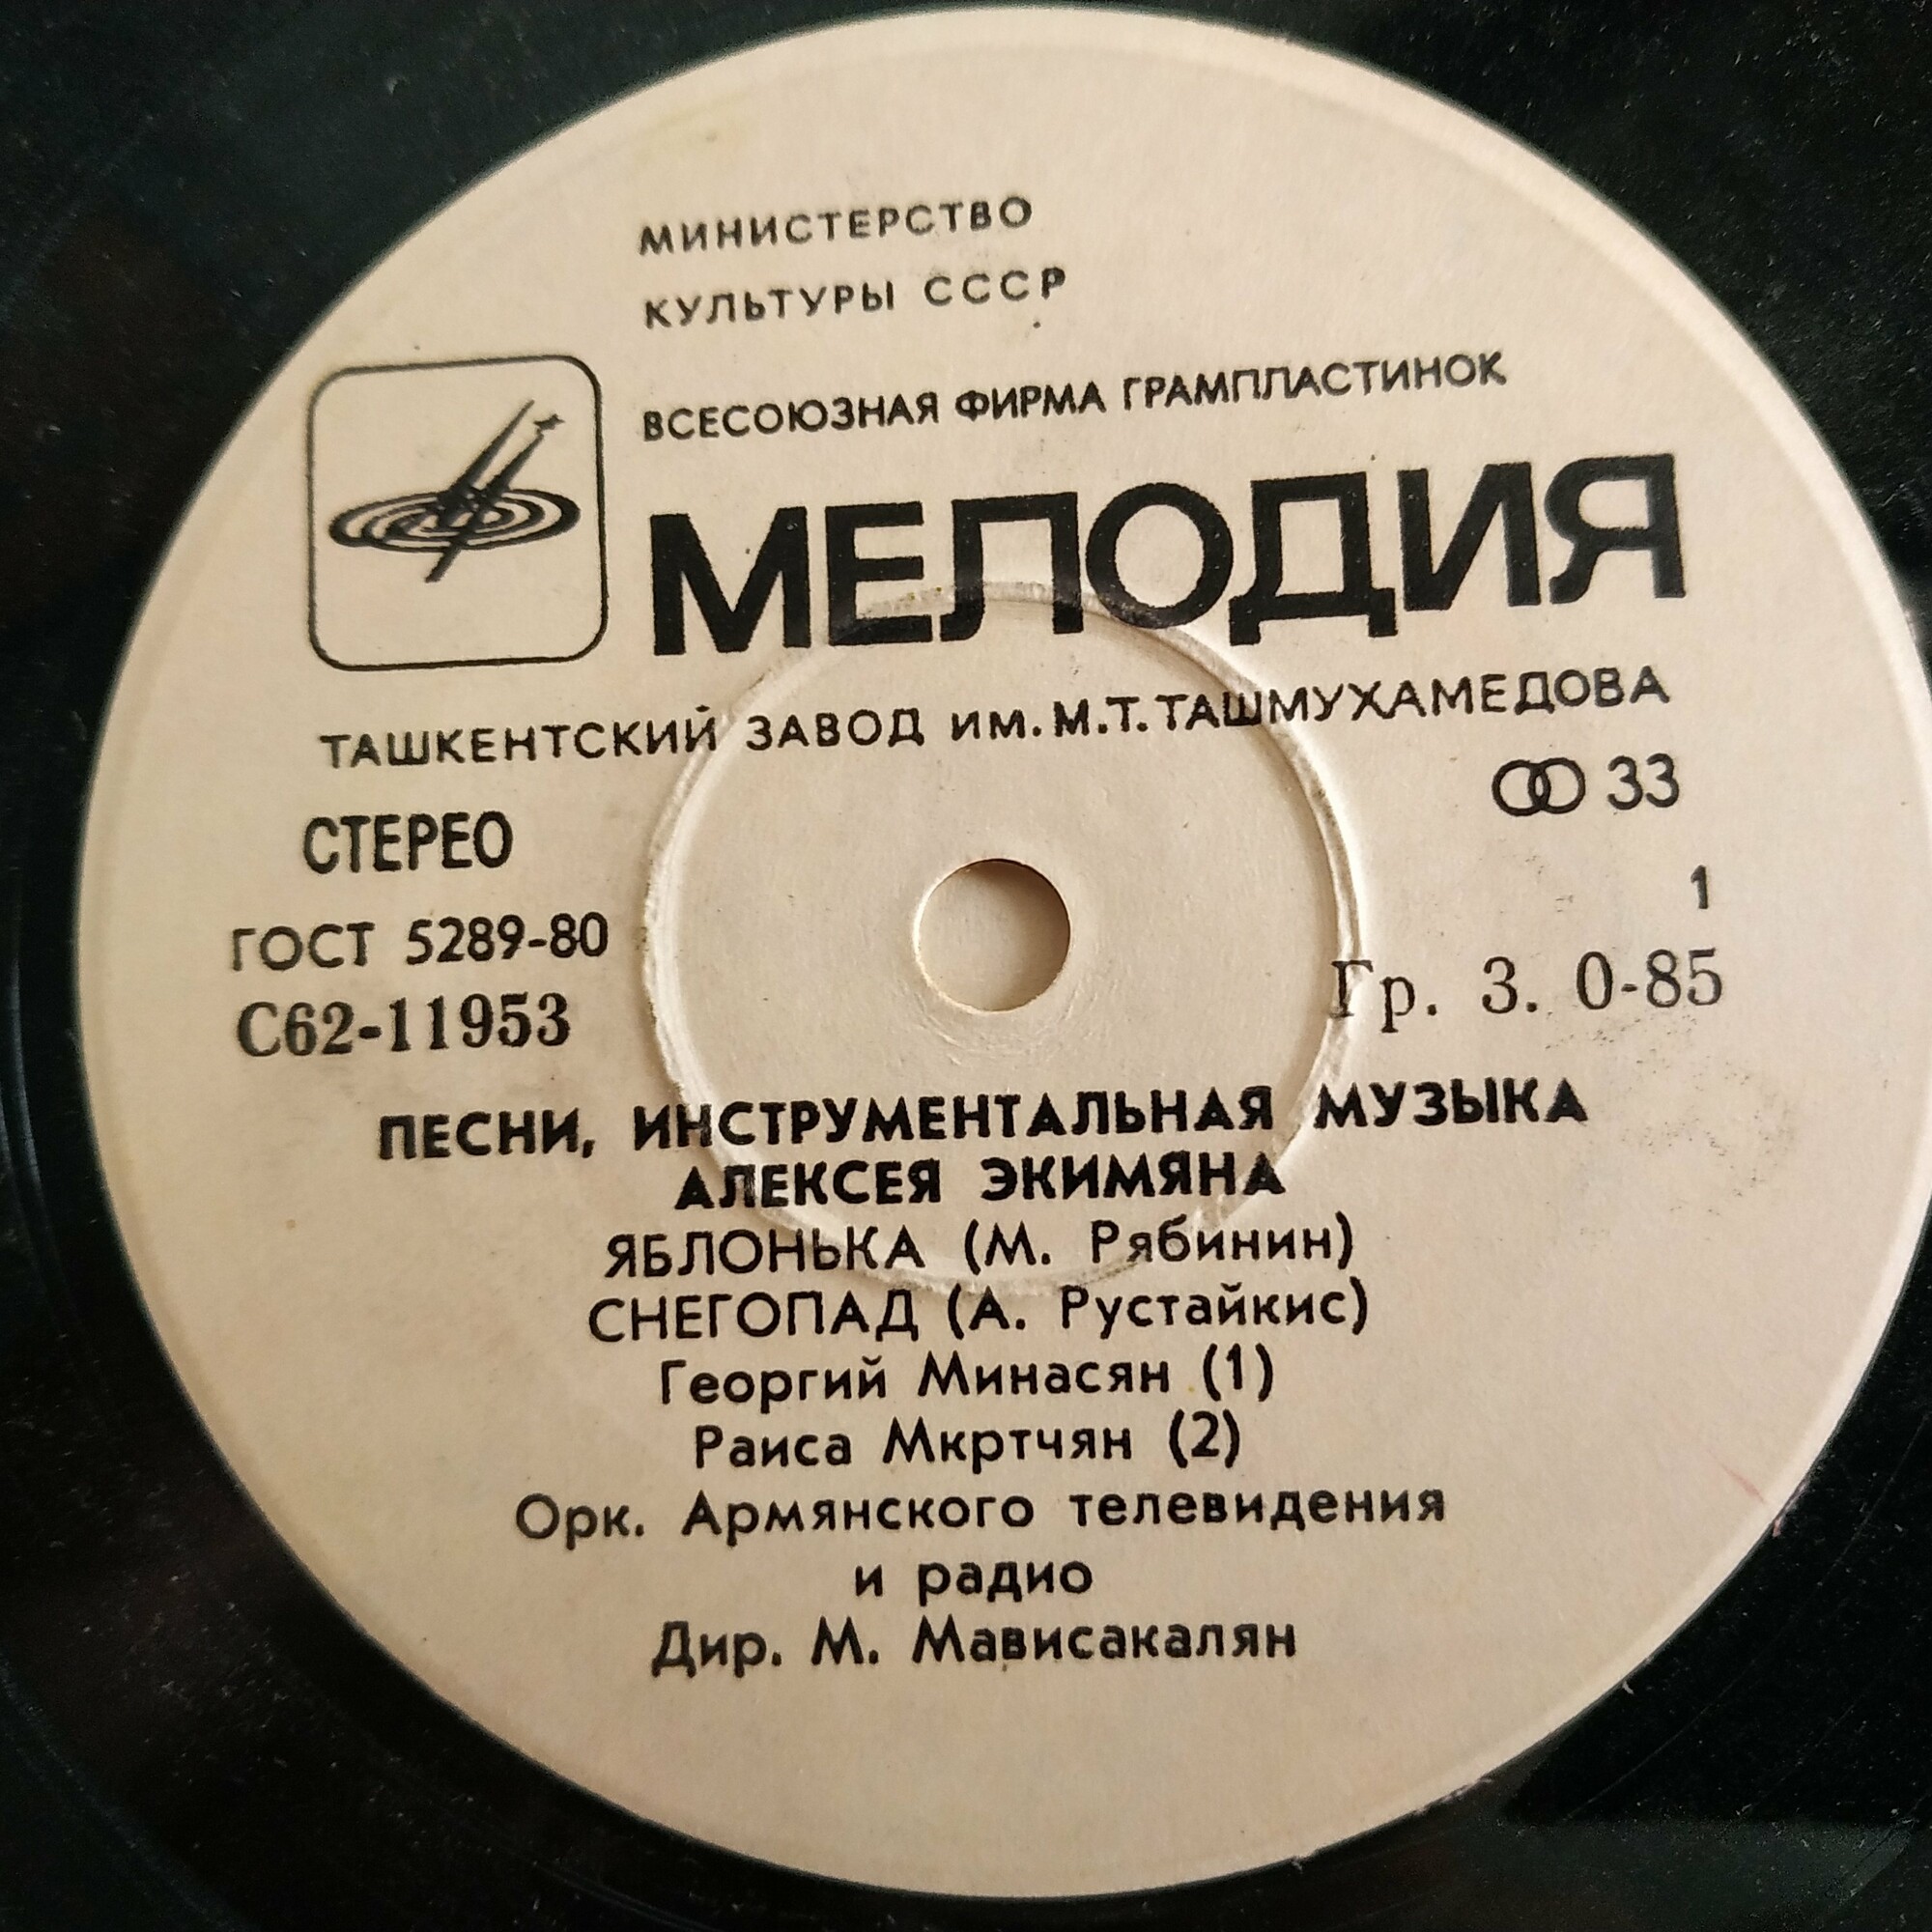 МИНИСТЕРСТВО
КУЛЬТУРЫ СССР
ВСЕСОЮЗНАЯ ФИРМА ГРАМПЛАСТИНОК
МЕЛОДИЯ
ТАШКЕНТСКИЙ ЗАВОД им. М.Т. ТАШМУХАМЕДОВА
33
СТЕРЕО
1
ГОСТ 5289-80
Гр. 3. 0-85
С62-11953
ПЕСНИ, ИНСТРУМЕНТАЛЬНАЯ МУЗЫКА
АЛЕКСЕЯ ЭКИМЯНА
ЯБЛОНЬКА (М. Рябинин)
СНЕГОПАД (А. Рустайкис)
Георгий Минасян (1)
Раиса Мкртчян (2)
Орк. Армянского телевидения
и радио
Дир. М. Мависакалян